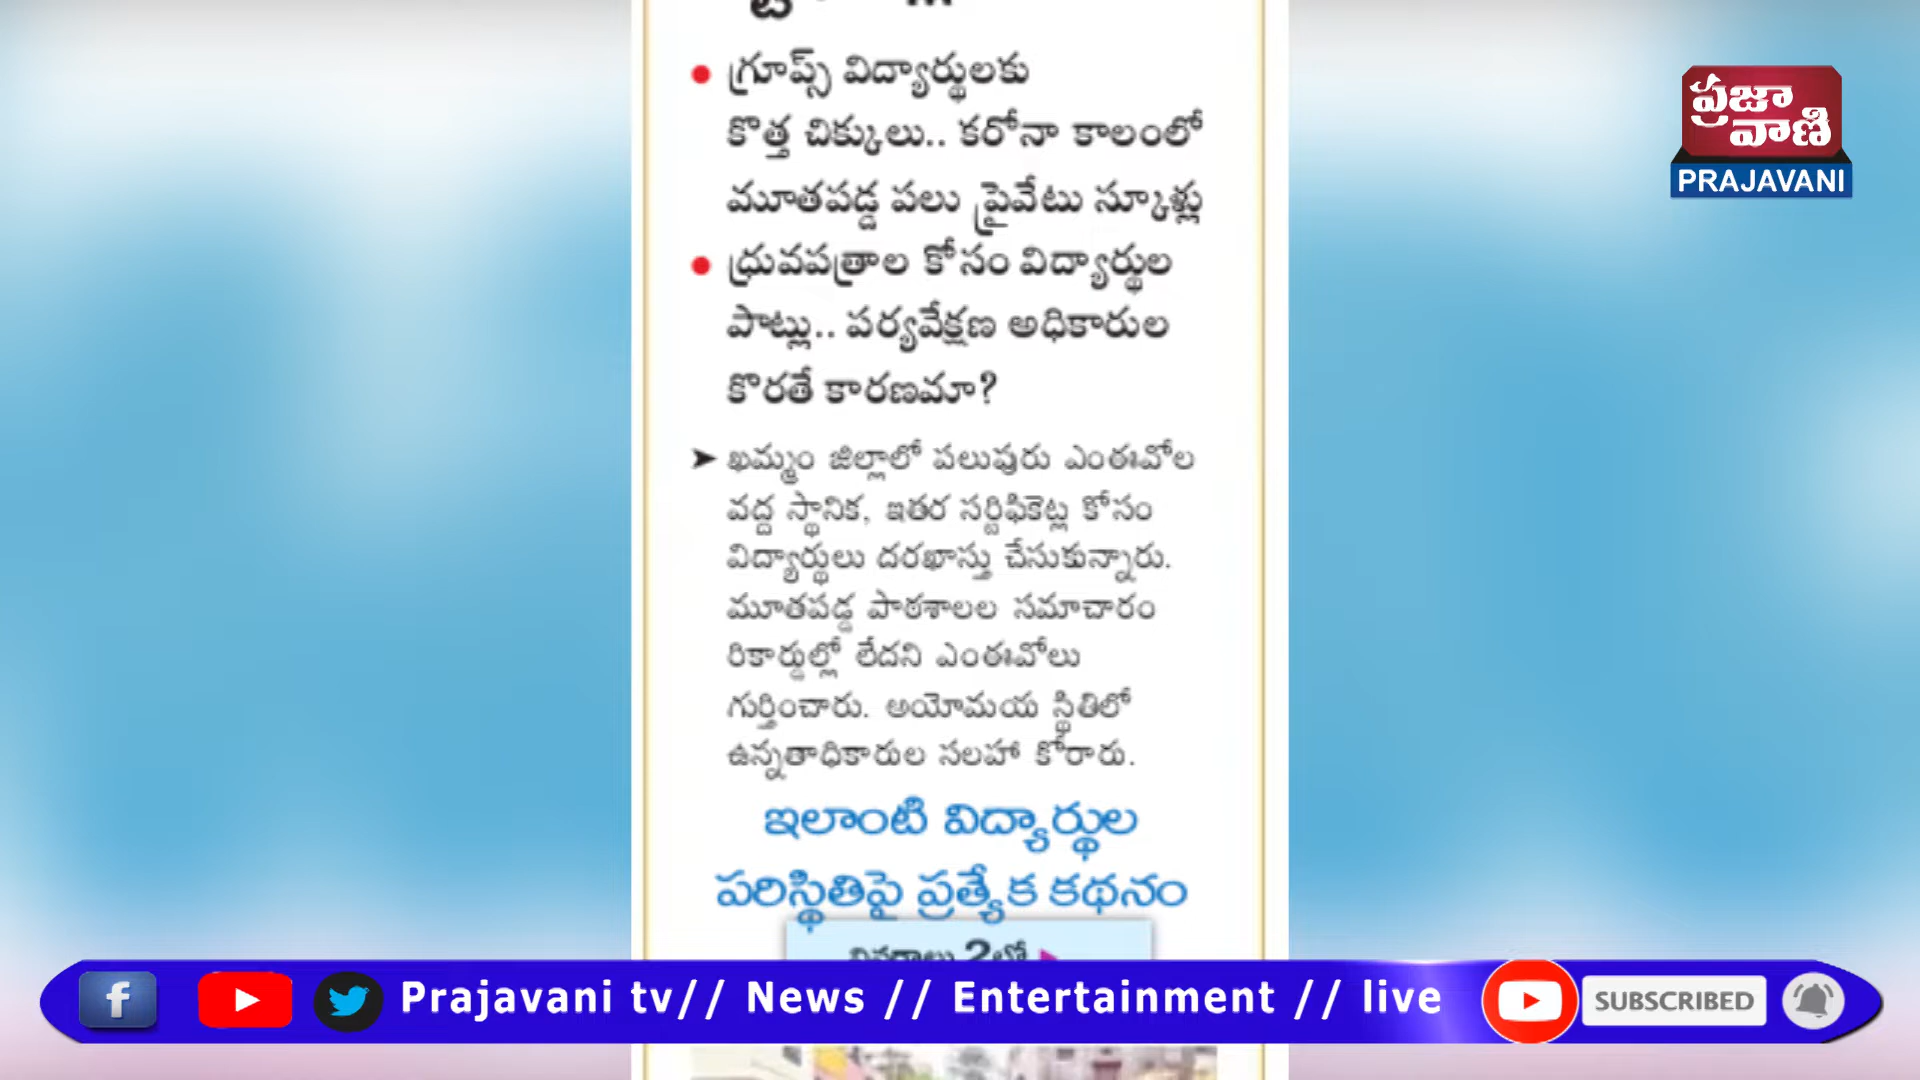 • గ్రూప్స్ విద్యార్థులకు
కొత్త చిక్కులు.. కరోనా కాలంలో
మూతపడ్డ పలు ప్రైవేటు స్కూళ్లు
• ధ్రువపత్రాల కోసం విద్యార్థుల
పాట్లు.. పర్యవేక్షణ అధికారుల
కొరతే కారణమా?
➤ ఖమ్మం జిల్లాలో పలువురు ఎంఈవోల
వద్ద స్థానిక, ఇతర సర్టిఫికెట్ల కోసం
విద్యార్థులు దరఖాస్తు చేసుకున్నారు.
మూతపడ్డ పాఠశాలల సమాచారం
రికార్డుల్లో లేదని ఎంఈవోలు
గుర్తించారు. అయోమయ స్థితిలో
ఉన్నతాధికారుల సలహా కోరారు.
ఇలాంటి విద్యార్థుల
పరిస్థితిపై ప్రత్యేక కథనం
వివరాలు 2లో
ప్రజా
వాణి
PRAJAVANI
Prajavani tv// News // Entertainment // live
SUBSCRIBED